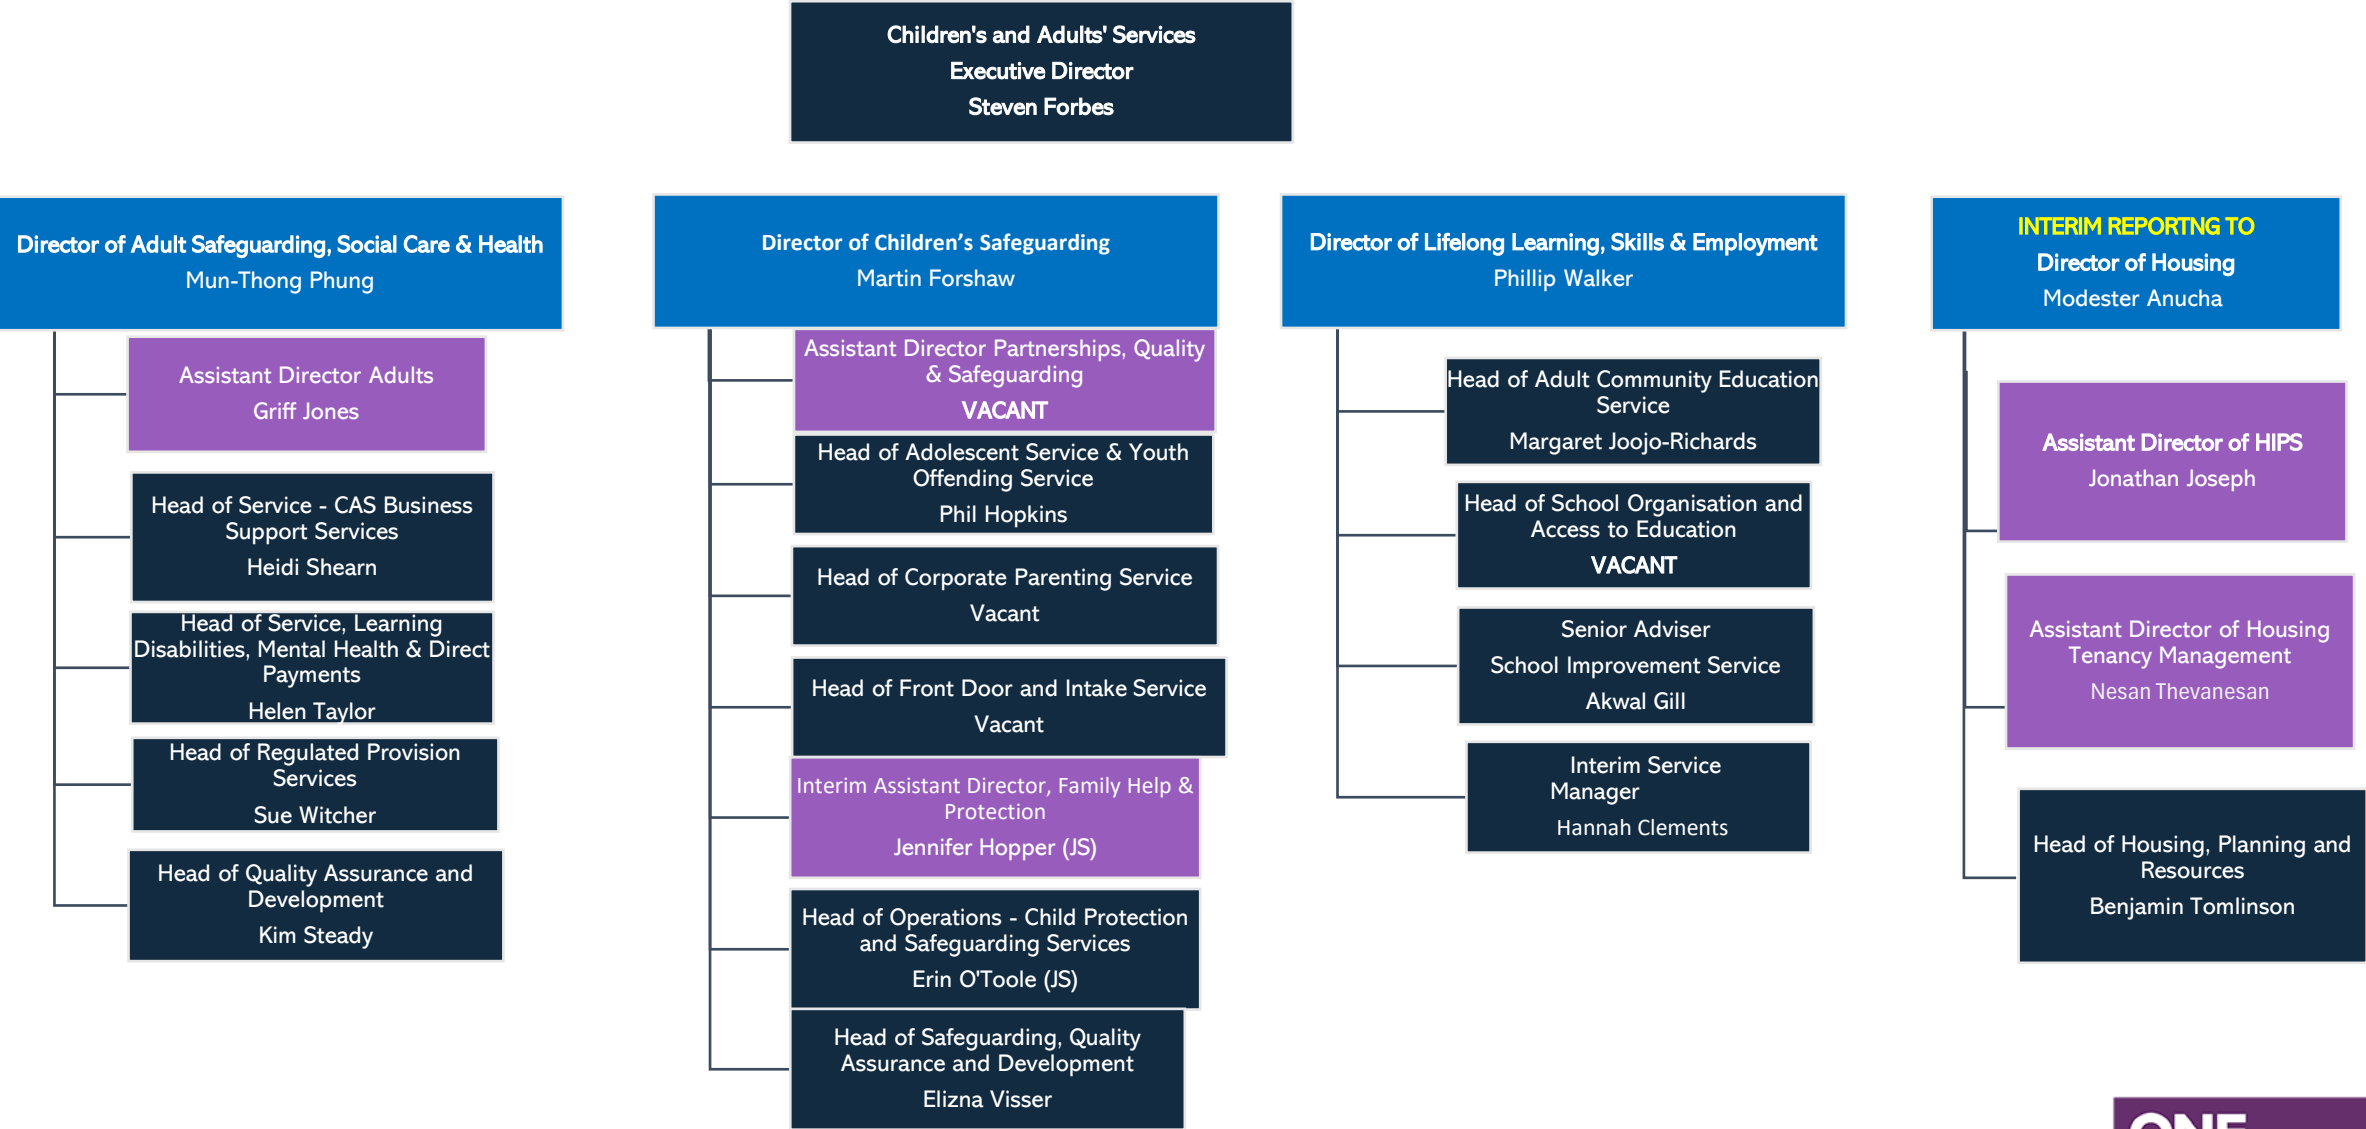 Children's and Adults' Services
Executive Director
Steven Forbes
Director of Adult Safeguarding, Social Care & Health
Mun-Thong Phung
Assistant Director Adults
Griff Jones
Head of Service - CAS Business
Support Services
Heidi Shearn
Head of Service, Learning
Disabilities, Mental Health & Direct
Payments
Helen Taylor
Head of Regulated Provision
Services
Sue Witcher
Head of Quality Assurance and
Development
Kim Steady
Director of Children’s Safeguarding
Martin Forshaw
Assistant Director Partnerships, Quality
& Safeguarding
VACANT
Head of Adolescent Service & Youth
Offending Service
Phil Hopkins
Head of Corporate Parenting Service
Vacant
Head of Front Door and Intake Service
Vacant
Interim Assistant Director, Family Help &
Protection
Jennifer Hopper (JS)
Head of Operations - Child Protection
and Safeguarding Services
Erin O'Toole (JS)
Head of Safeguarding, Quality
Assurance and Development
Elizna Visser
Director of Lifelong Learning, Skills & Employment
Phillip Walker
Head of Adult Community Education
Service
Margaret Joojo-Richards
Head of School Organisation and
Access to Education
VACANT
Senior Adviser
School Improvement Service
Akwal Gill
Interim Service
Manager
Hannah Clements
INTERIM REPORTNG TO
Director of Housing
Modester Anucha
Assistant Director of HIPS
Jonathan Joseph
Assistant Director of Housing
Tenancy Management
Nesan Thevanesan
Head of Housing, Planning and
Resources
Benjamin Tomlinson
ONE